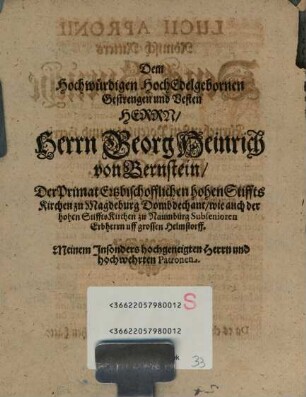 Dem
Hochwürdigen HochEdelgebornen
Gestrengen und Vesten
HERRN/
Herrn Georg Heinrich
von Bernstein/
Der Primat Ertzbischofflichen hohen Stiffts
Kirchen zu Magdeburg Dombdechant/ wie auch der
hohen Stiffts Kirchen zu Naumburg Subsenioren
Erbherrn uff grossen Helmstorff.
Meinem Insonders hochgeneigten Herrn und
hochwehrten Patronen.
<36622057980012 S
<36622057980012
33